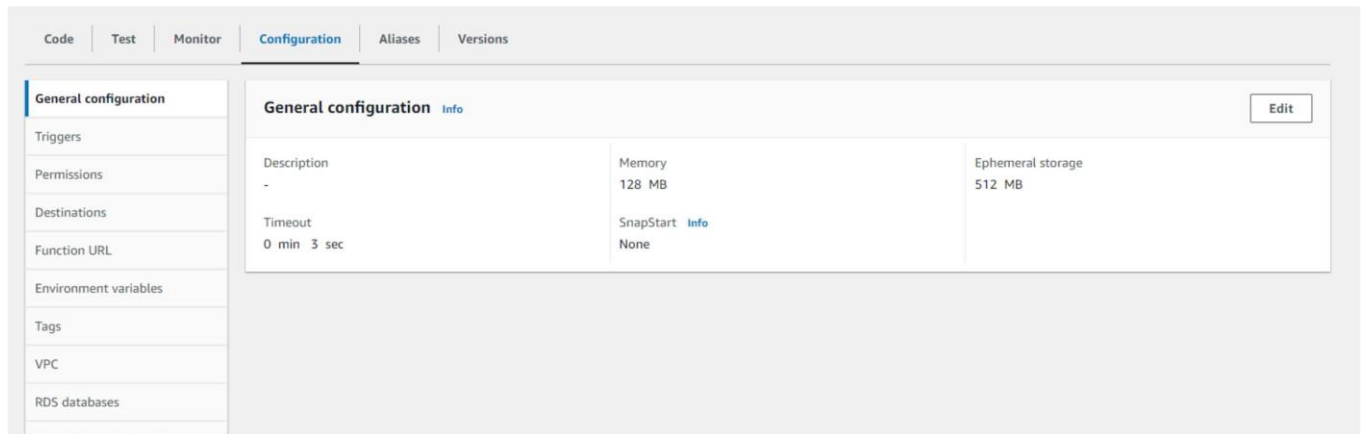 Code Test Monitor Configuration Aliases Versions
General configuration
Triggers
Permissions
Destinations
Function URL
Environment variables
Tags
VPC
RDS databases
General configuration Info
Edit
Description
-
Timeout
0 min 3 sec
Memory
128 MB
SnapStart Info
None
Ephemeral storage
512 MB